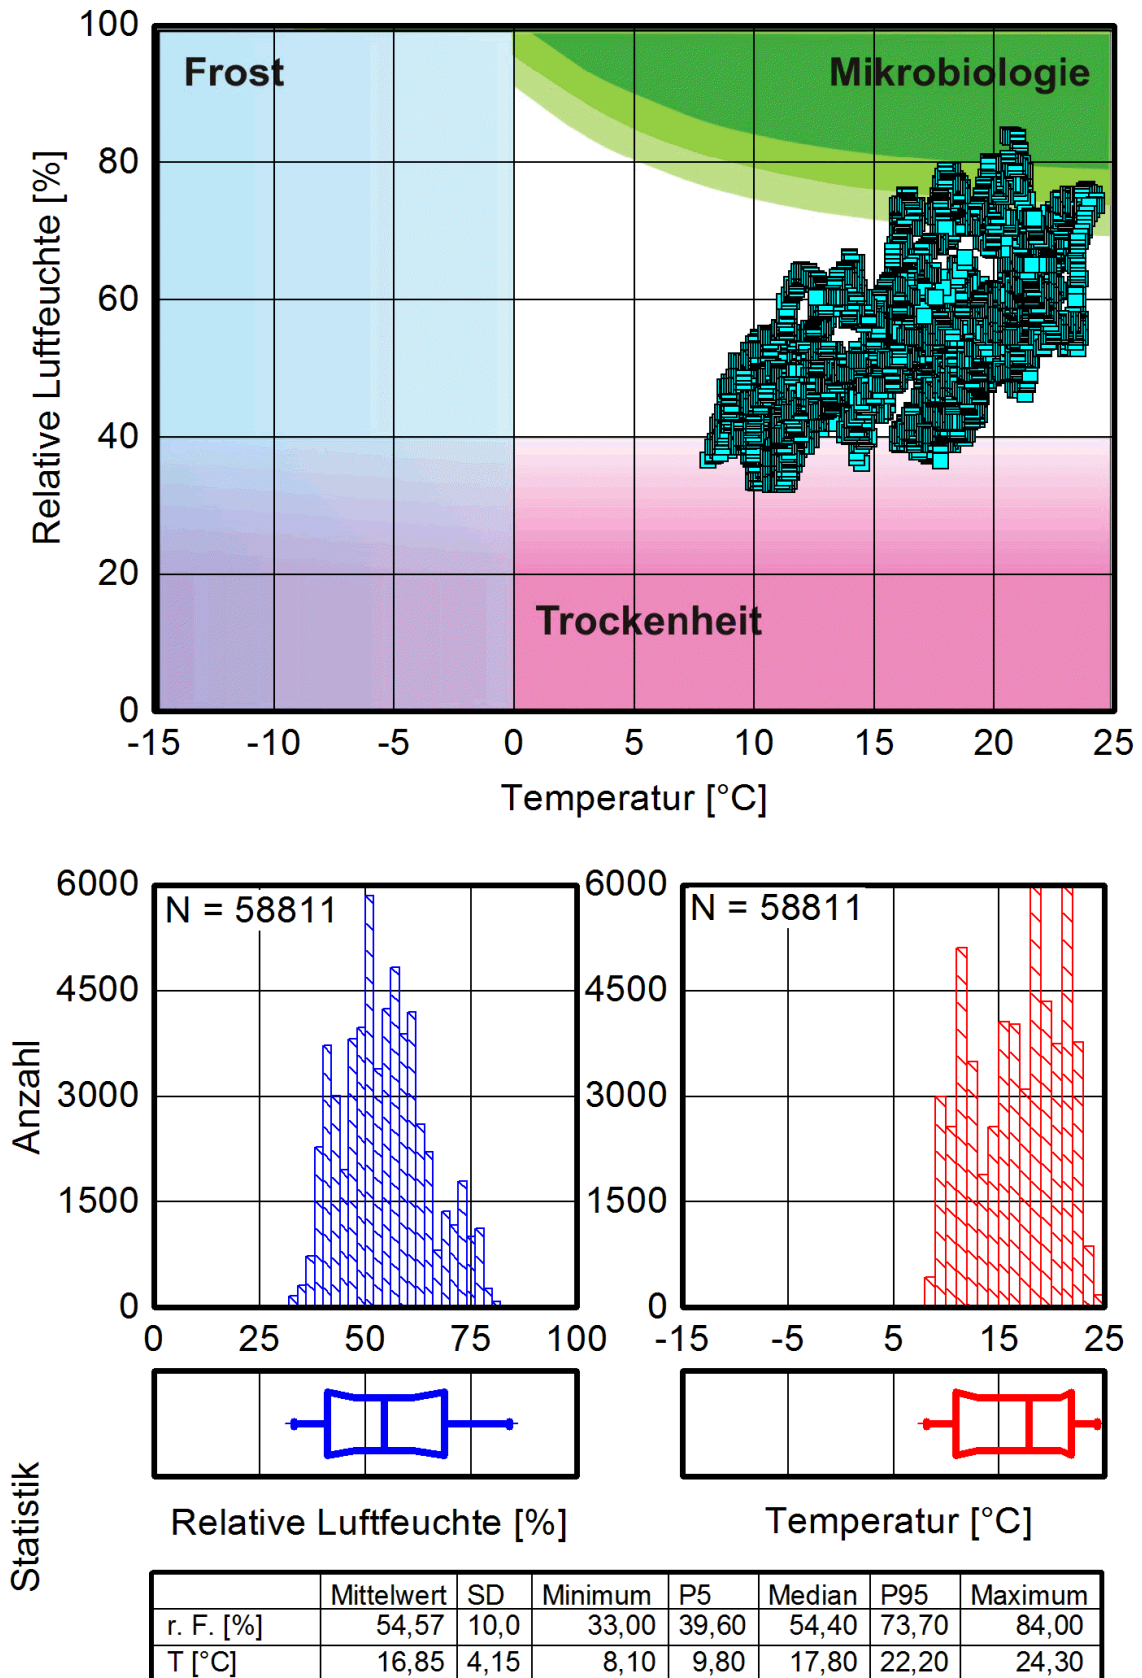 100
Frost Mikrobiologie
80
60
40
20
Trockenheit
0
Relative Luftfeuchte [%]
-15 -10 -5 0 5 10 15 20 25
Temperatur [°C]
6000
4500
3000
1500
0
Anzahl
N = 58811
0 25 50 75 100
6000
4500
3000
1500
0
N = 58811
-15 -5 5 15 25
Statistik
Relative Luftfeuchte [%] Temperatur [°C]
Mittelwert SD Minimum P5 Median P95 Maximum
r. F. [%] 54,57 10,0 33,00 39,60 54,40 73,70 84,00
T [°C] 16,85 4,15 8,10 9,80 17,80 22,20 24,30